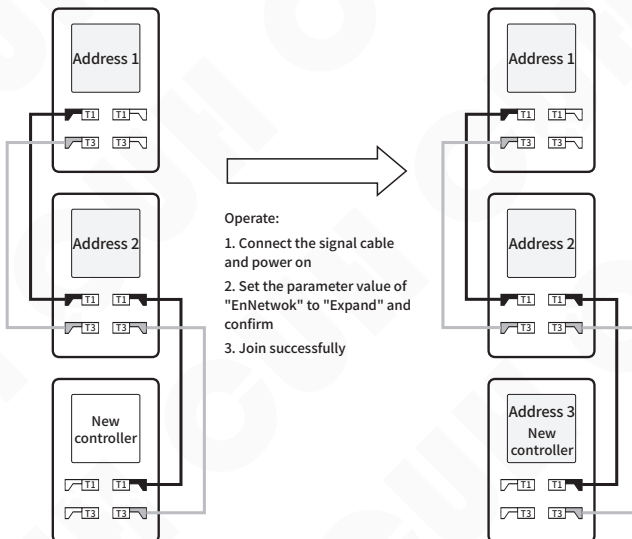 Address 1
T1 T1
T3 T3
Address 2
T1 T1
T3 T3
New
controller
T1 T1
T3 T3
Operate:
1. Connect the signal cable
and power on
2. Set the parameter value of
"EnNetwok" to "Expand" and
confirm
3. Join successfully
Address 1
T1 T1
T3 T3
Address 2
T1 T1
T3 T3
Address 3
New
controller
T1 T1
T3 T3